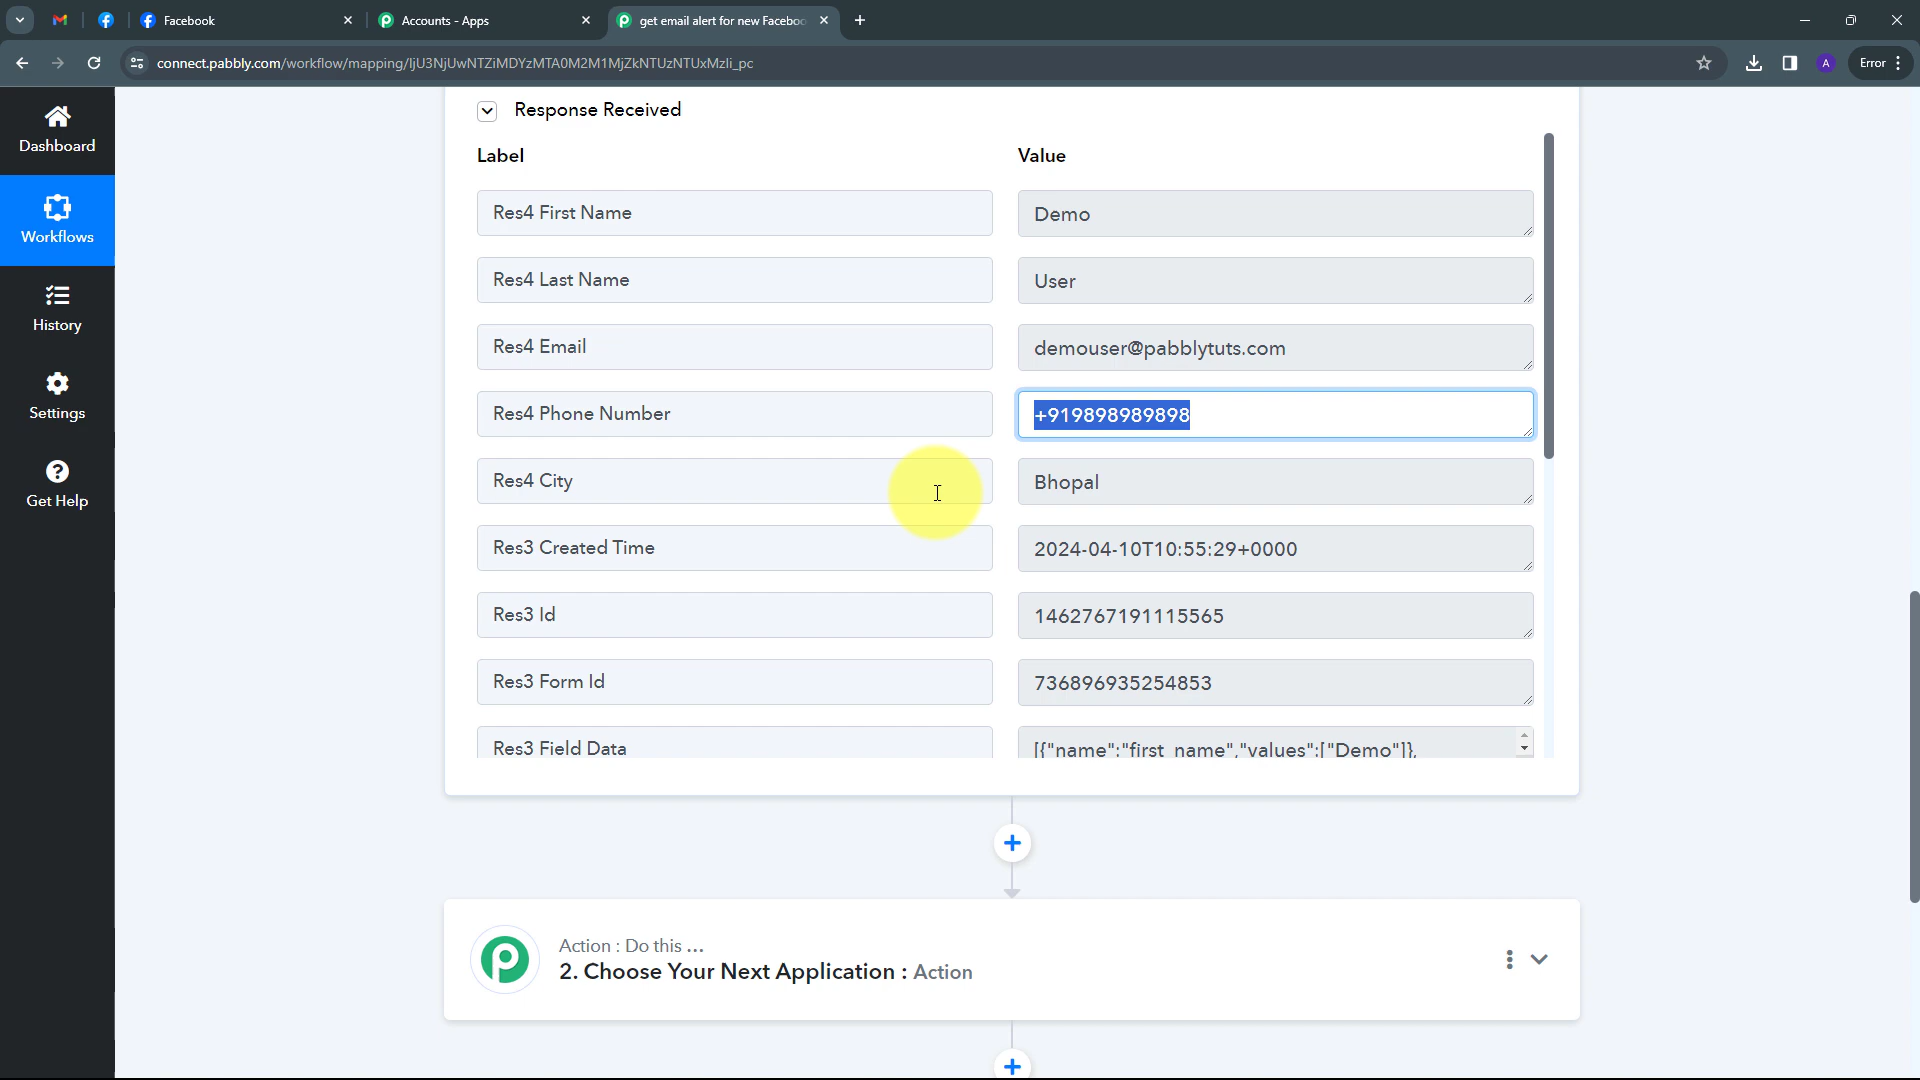 Facebook
Accounts - Apps
get email alert for new Faceboo
connect.pabbly.com/workflow/mapping/IjU3NjUwNTZiMDYzMTA0M2M1MjZkNTUzNTUxMzIi_pc
A
Error
Dashboard
Workflows
History
Settings
Get Help
Response Received
Label Value
Res4 First Name Demo
Res4 Last Name User
Res4 Email demouser@pabblytuts.com
Res4 Phone Number +919898989898
Res4 City Bhopal
Res3 Created Time 2024-04-10T10:55:29+0000
Res3 Id 1462767191115565
Res3 Form Id 736896935254853
Res3 Field Data [{"name":"first_name","values":["Demo"]},
Action : Do this ...
2. Choose Your Next Application : Action